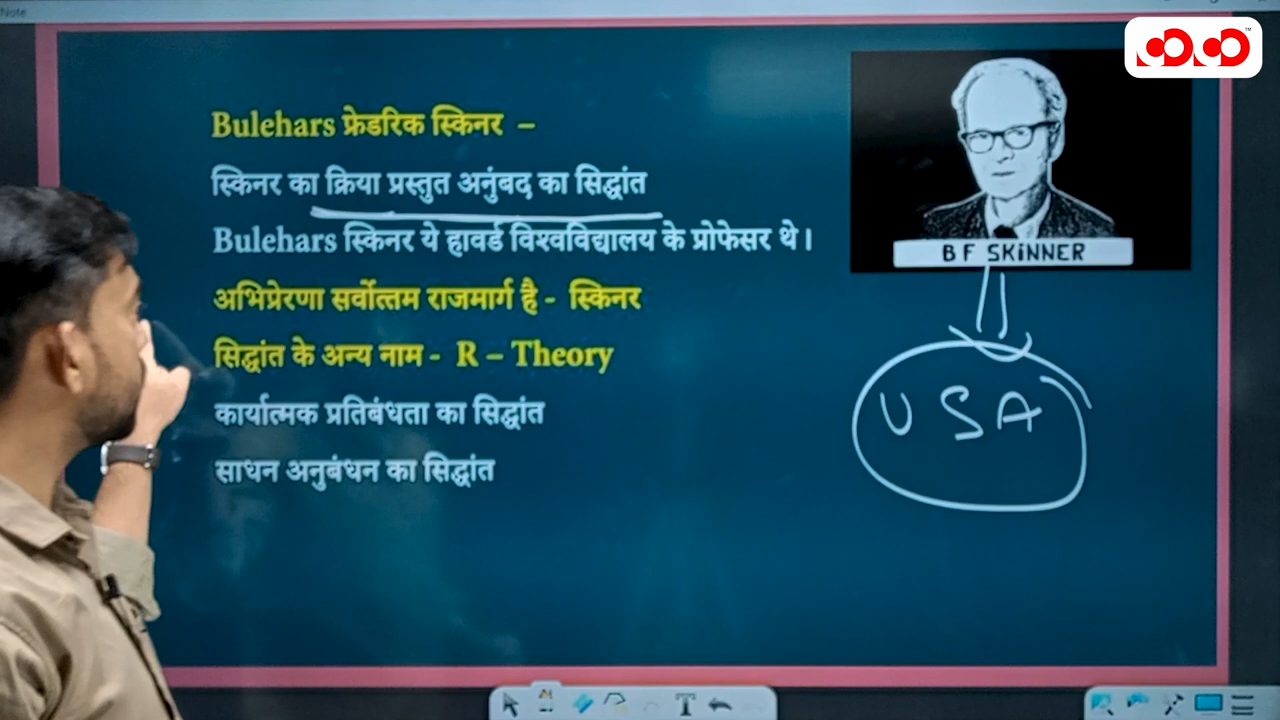 Note
Bulehars फ्रेडरिक स्किनर –
स्किनर का क्रिया प्रस्तुत अनुंबद का सिद्धांत
Bulehars स्किनर ये हावर्ड विश्वविद्यालय के प्रोफेसर थे।
अभिप्रेरणा सर्वोत्तम राजमार्ग है - स्किनर
सिद्धांत के अन्य नाम - R – Theory
कार्यात्मक प्रतिबंधता का सिद्धांत
साधन अनुबंधन का सिद्धांत
B F SKiNNER
USA